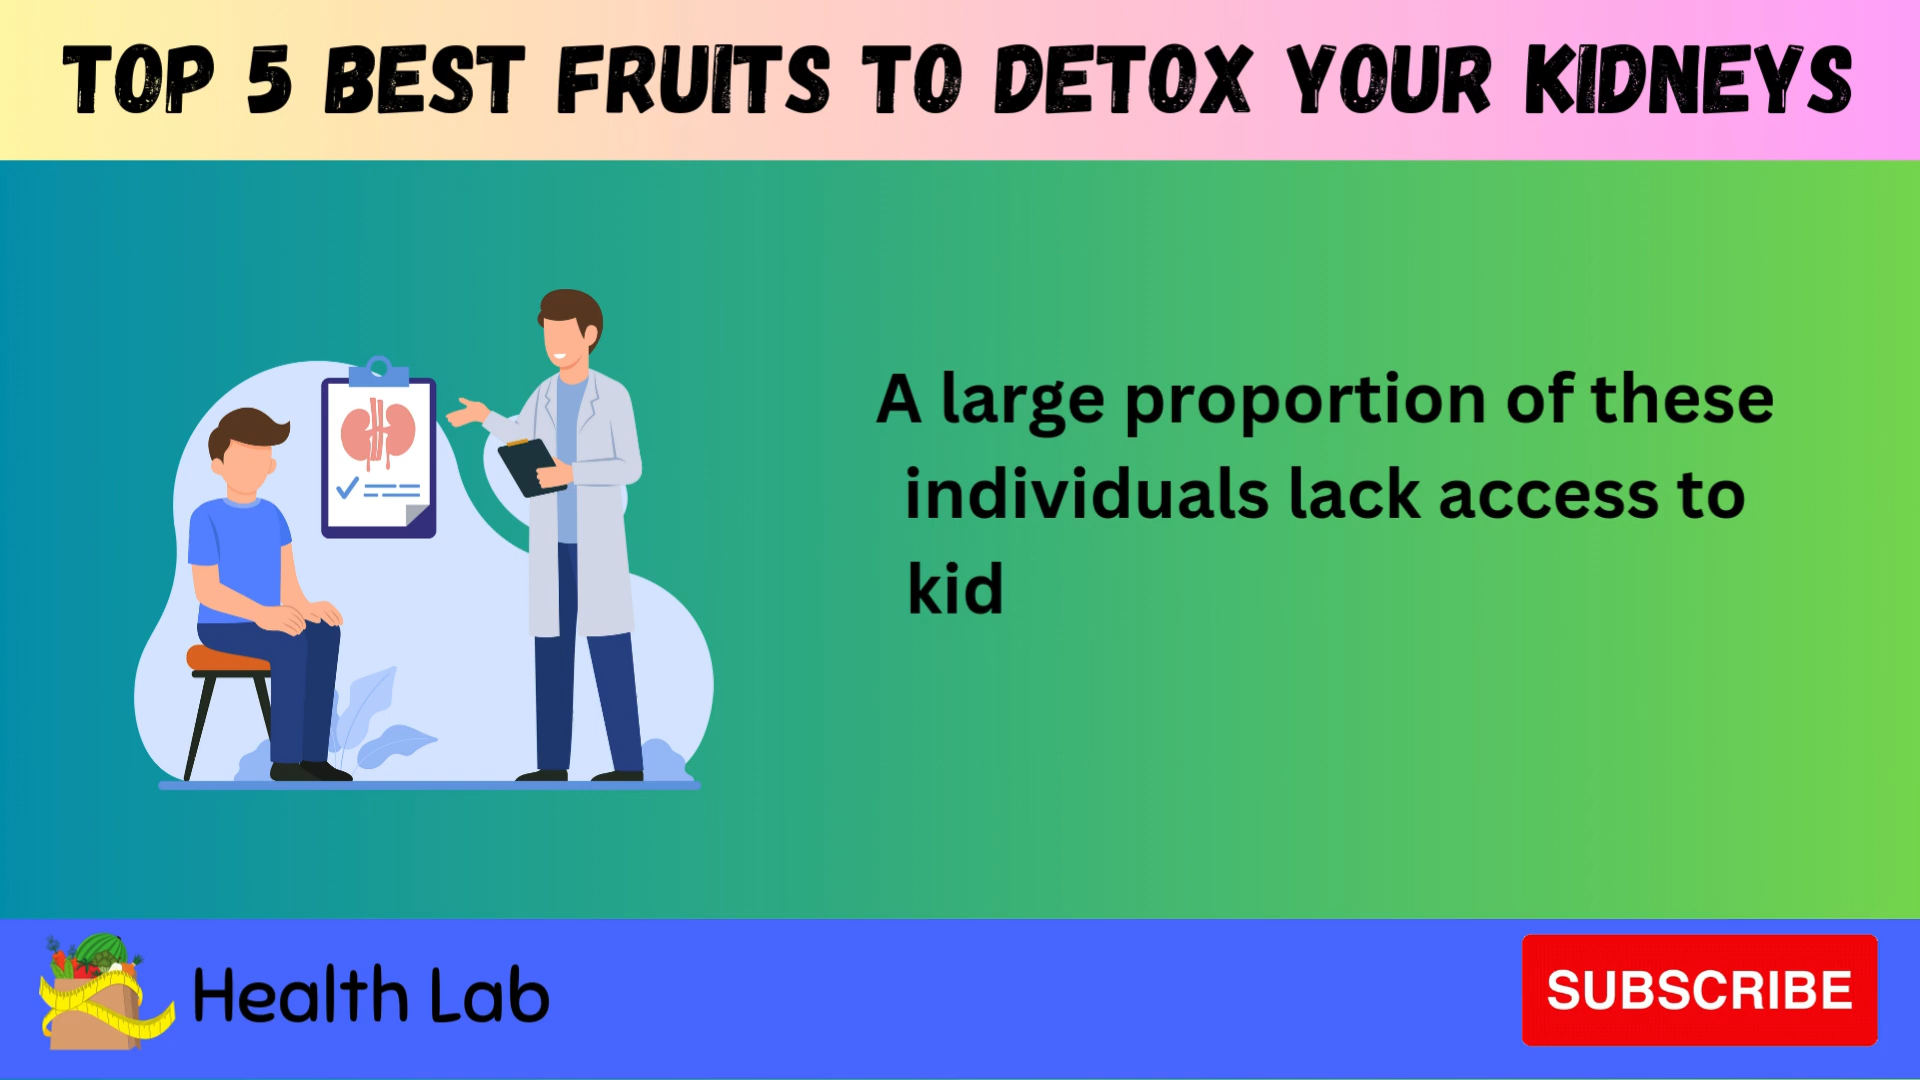 TOP 5 BEST FRUITS TO DETOX YOUR KIDNEYS
A large proportion of these
individuals lack access to
kid
Health Lab
SUBSCRIBE